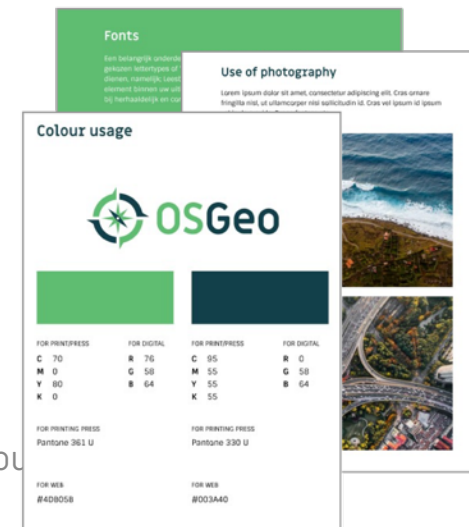 Fonts
Een belangrijk onderde
gekozen lettertypes of
dienen, namelijk: Leest
element binnen uw uit
bij herhaaldelijk en con
Use of photography
Lorem ipsum dolor sit amet, consectetur adipiscing elit. Cras ornare
fringilla nisl, ut ullamcorper nisl sollicitudin id. Cras vel ipsum id ipsum
Colour usage
OSGeo
FOR PRINT/PRESS FOR DIGITAL FOR PRINT/PRESS FOR DIGITAL
C 70 R 76 C 95 R 0
M 0 G 58 M 55 G 58
Y 80 B 64 Y 55 B 64
K 0 K 55
FOR PRINTING PRESS FOR PRINTING PRESS
Pantone 361 U Pantone 330 U
FOR WEB FOR WEB
#4DB05B #003A40